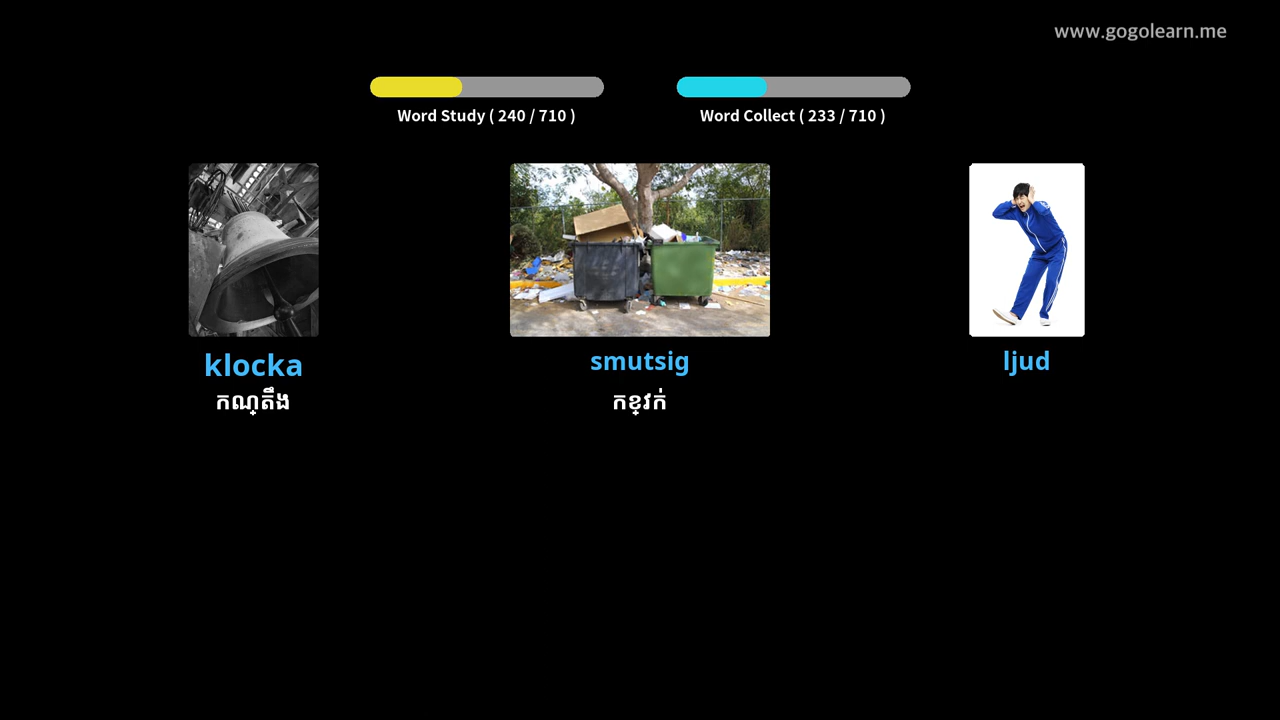 www.gogolearn.me
Word Study ( 240 / 710 )
Word Collect ( 233 / 710 )
klocka
កណ្តឹង
smutsig
កខ្វក់
ljud